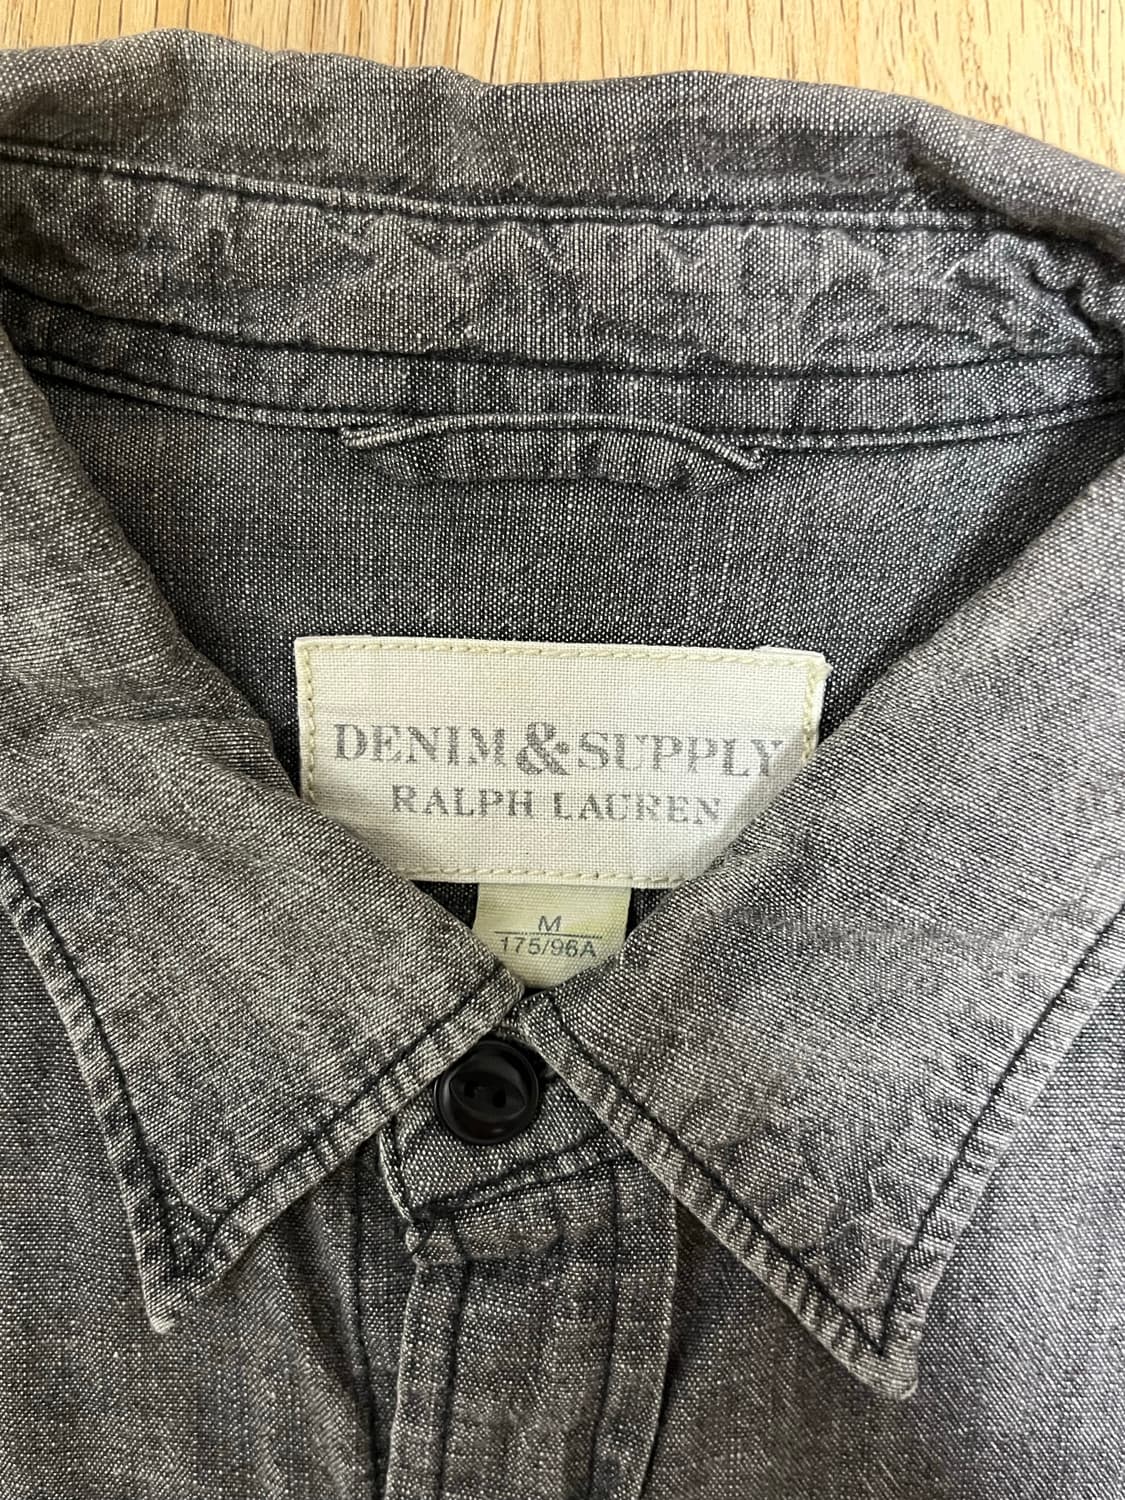 DENIM & SUPPLY
RALPH LAUREN
M
175/96A